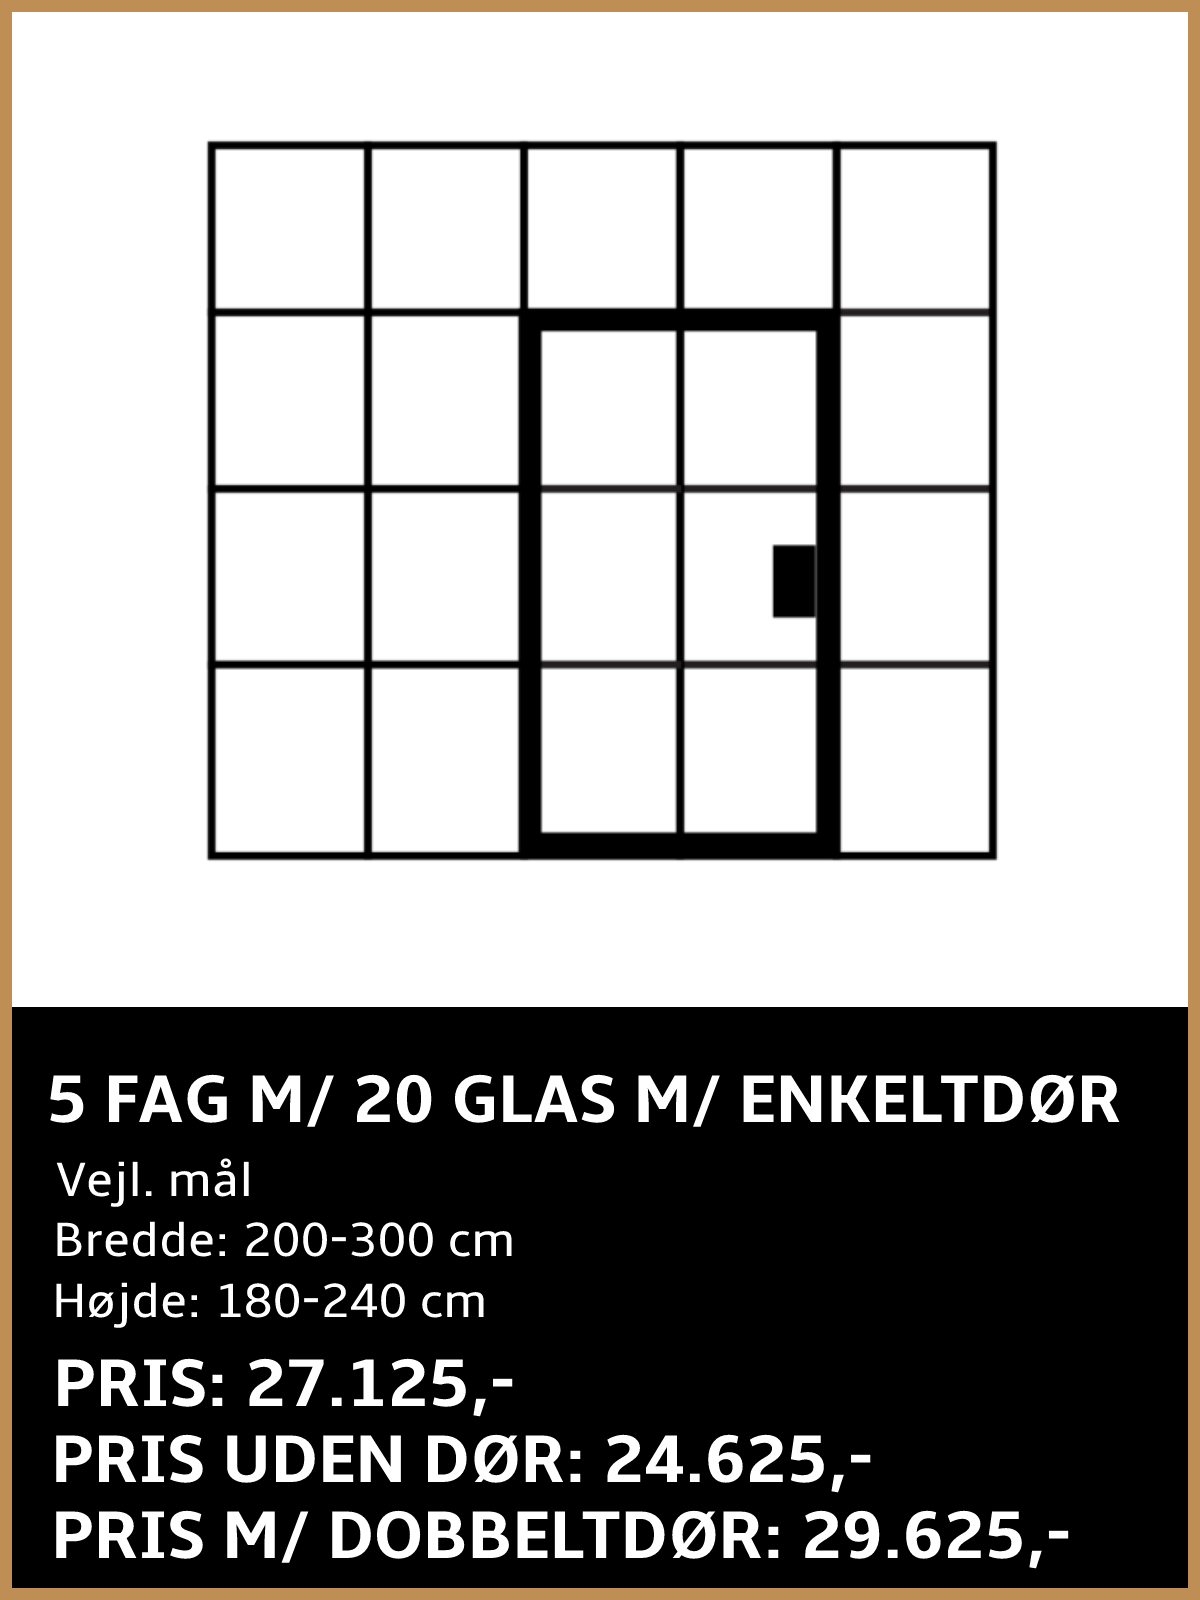 5 FAG M/ 20 GLAS M/ ENKELTDØR
Vejl. mål
Bredde: 200-300 cm
Højde: 180-240 cm
PRIS: 27.125,-
PRIS UDEN DØR: 24.625,-
PRIS M/ DOBBELTDØR: 29.625,-